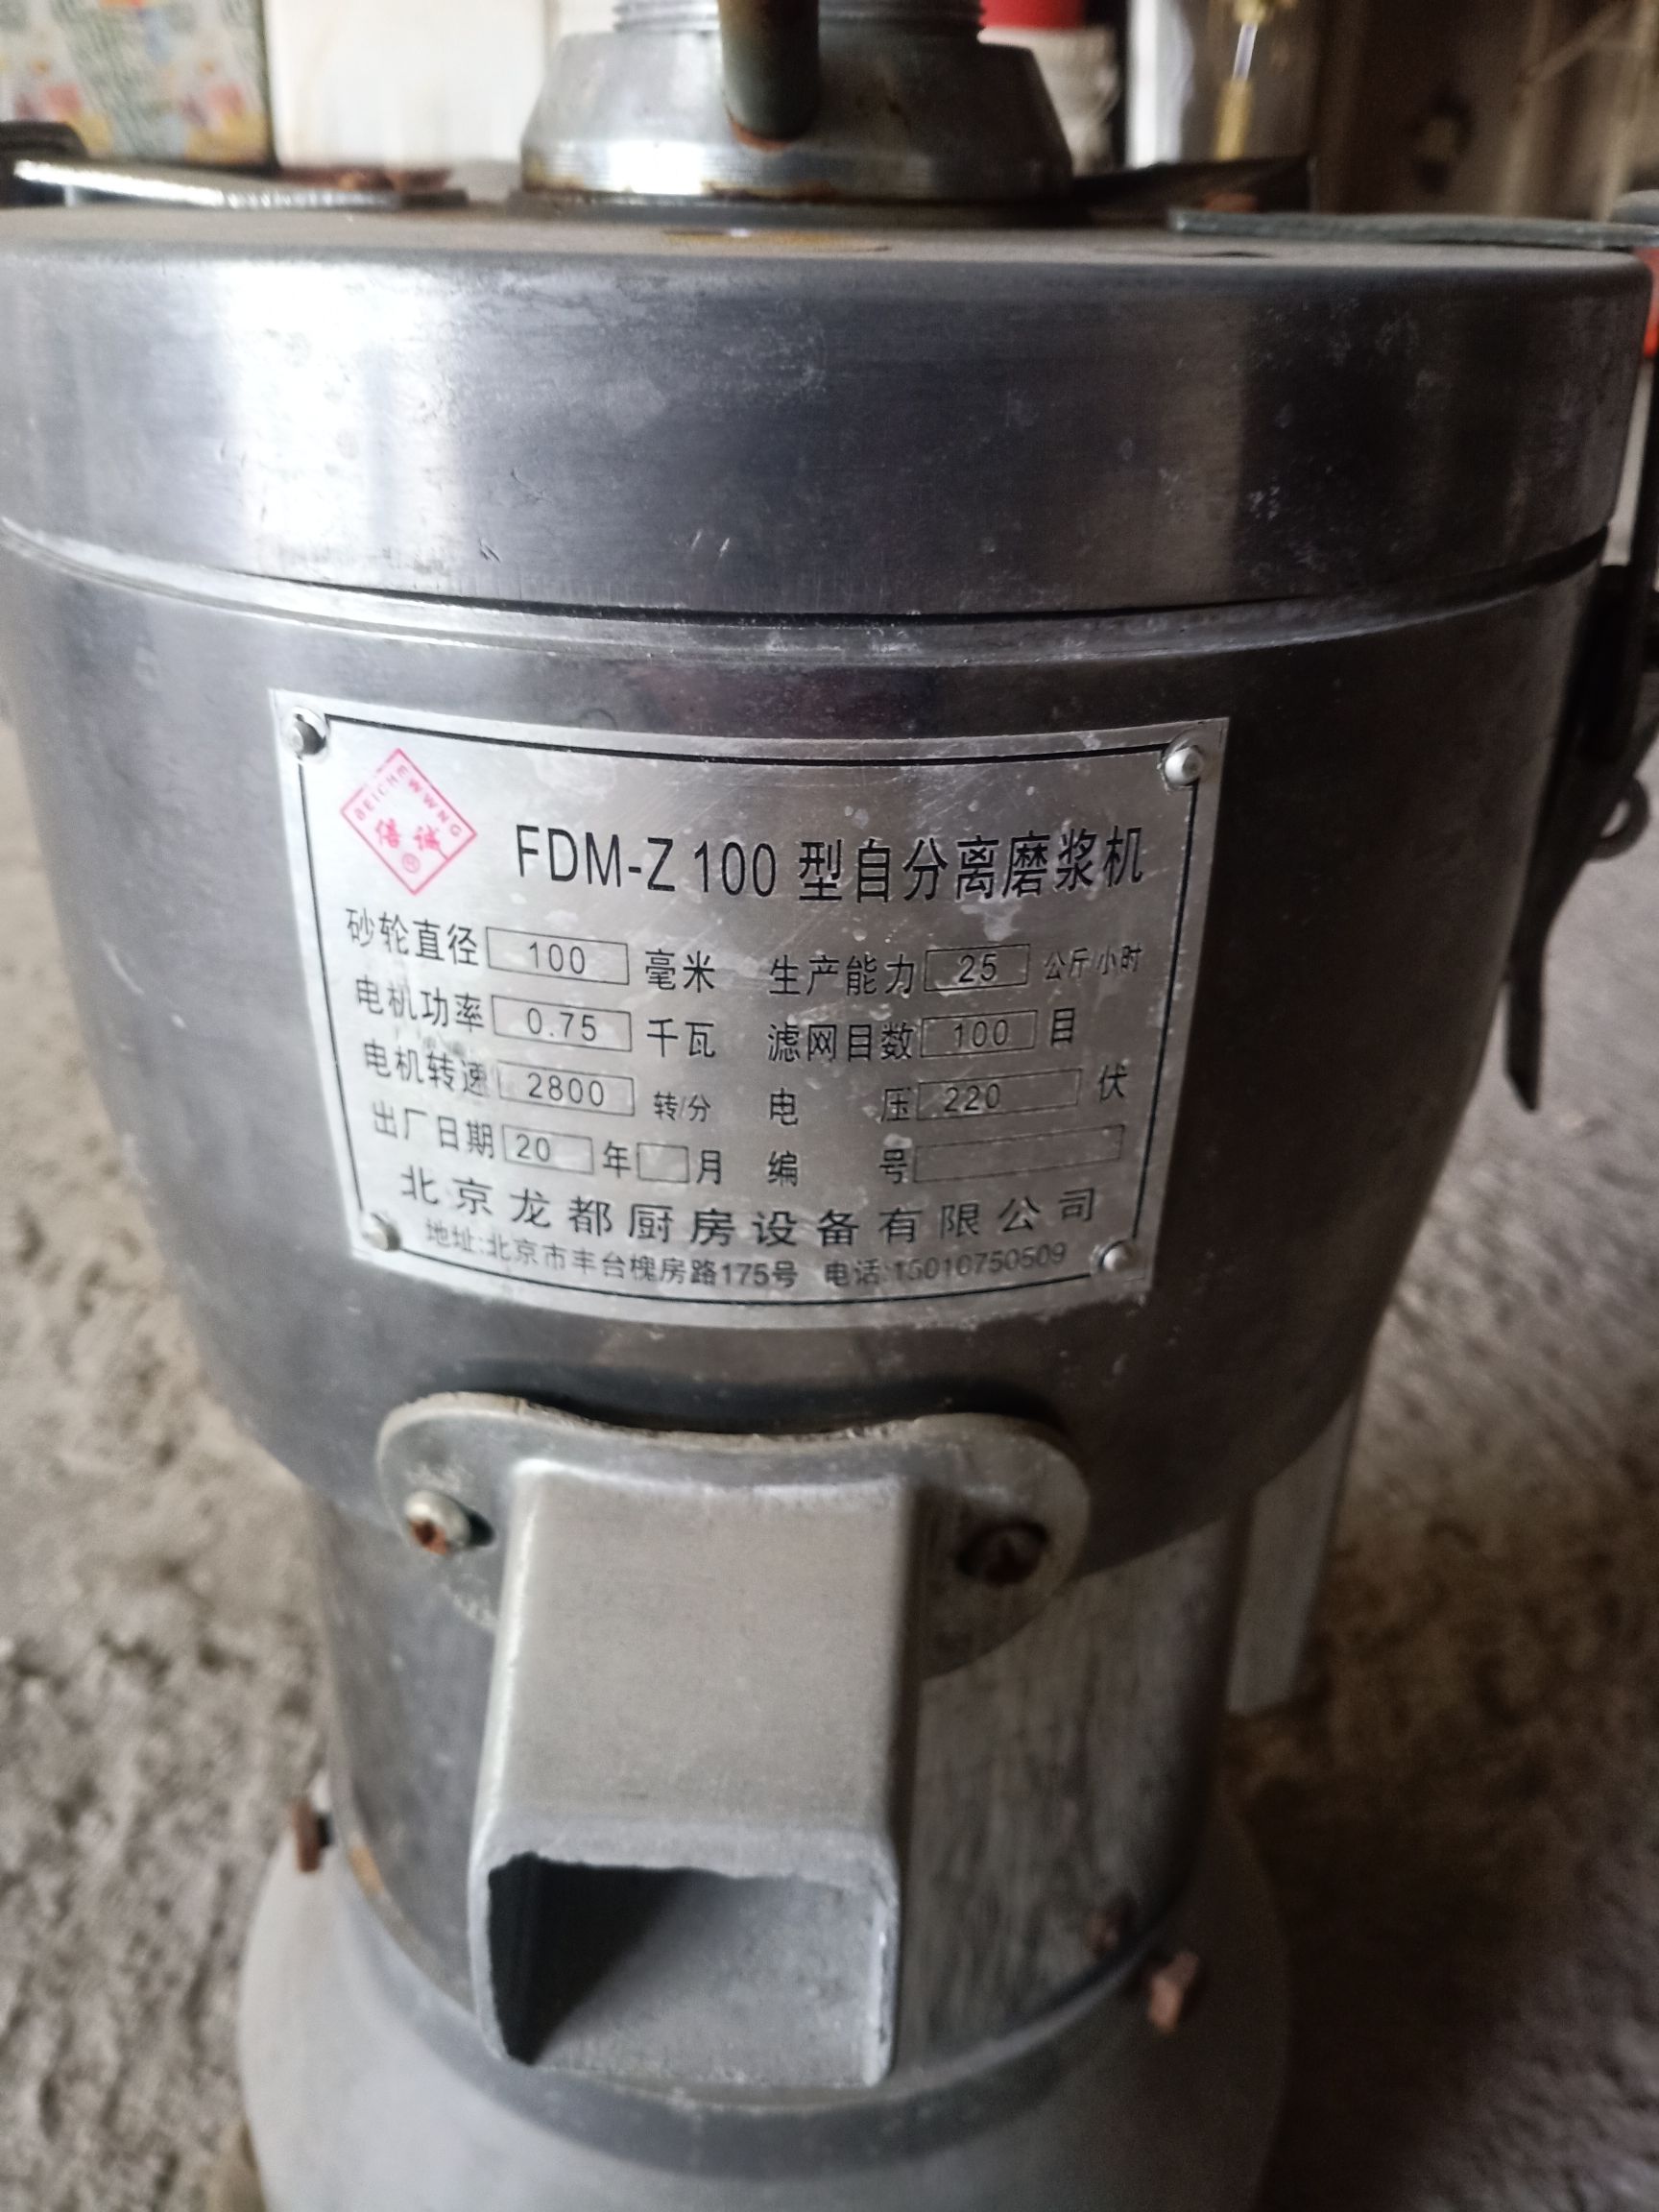 BEICHEWWNG
倍诚
®
FDM-Z 100 型自分离磨浆机
砂轮直径 100 毫米 生产能力 25 公斤/小时
电机功率 0.75 千瓦 滤网目数 100 目
电机转速 2800 转/分 电 压 220 伏
出厂日期 20 年 月 编 号
北京龙都厨房设备有限公司
地址:北京市丰台槐房路175号 电话:15010750509